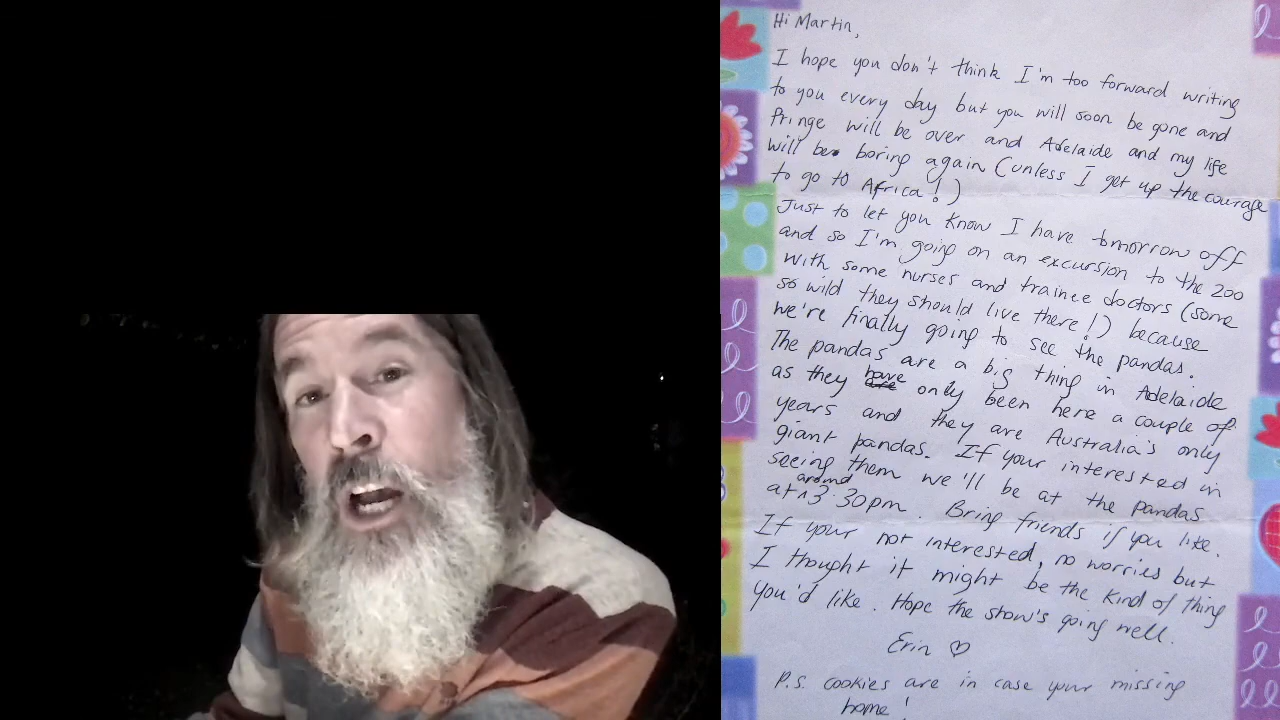 Hi Martin,
I hope you don't think I'm too forward writing
to you every day but you will soon be gone and
Pringe will be over and Adelaide and my life
will be boring again (unless I get up the courage
to go to Africa!)
Just to let you know I have tomorrow off
and so I'm going on an excursion to the zoo
with some nurses and trainee doctors (some
so wild they should live there!) because
we're finally going to see the pandas.
The pandas are a big thing in Adelaide
as they have only been here a couple of
years and they are Australia's only
giant pandas. If your interested in
seeing them we'll be at the pandas
at around 3:30pm. Bring friends if you like.
If your not interested, no worries but
I thought it might be the kind of thing
you'd like. Hope the show's going well.
Erin ♡
P.s. cookies are in case your missing
home!